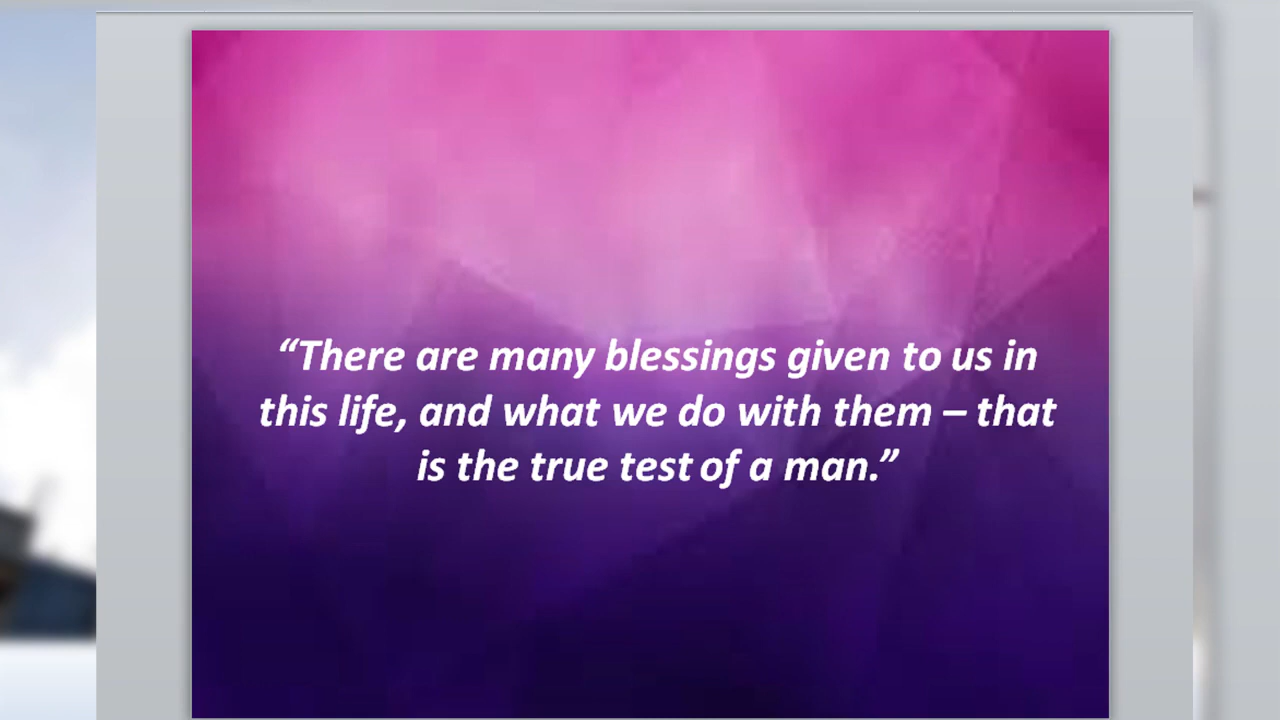 “There are many blessings given to us in
this life, and what we do with them – that
is the true test of a man.”